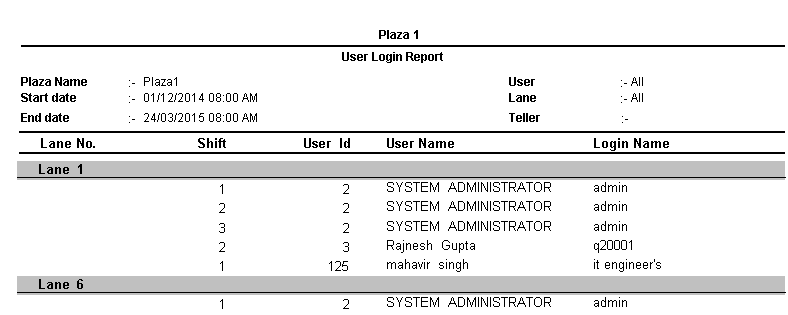 Plaza 1
User Login Report
Plaza Name :- Plaza1 User :- All
Start date :- 01/12/2014 08:00 AM Lane :- All
End date :- 24/03/2015 08:00 AM Teller :-
Lane No. Shift User Id User Name Login Name
Lane 1
1 2 SYSTEM ADMINISTRATOR admin
2 2 SYSTEM ADMINISTRATOR admin
3 2 SYSTEM ADMINISTRATOR admin
2 3 Rajnesh Gupta q20001
1 125 mahavir singh it engineer's
Lane 6
1 2 SYSTEM ADMINISTRATOR admin